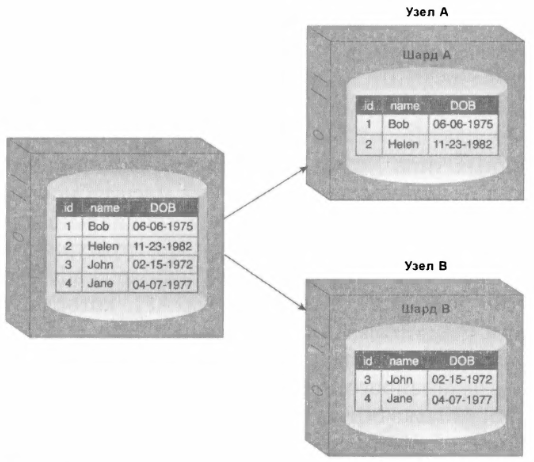 Узел A
Шард A
id name DOB
1 Bob 06-06-1975
2 Helen 11-23-1982
id name DOB
1 Bob 06-06-1975
2 Helen 11-23-1982
3 John 02-15-1972
4 Jane 04-07-1977
Узел B
Шард B
id name DOB
3 John 02-15-1972
4 Jane 04-07-1977